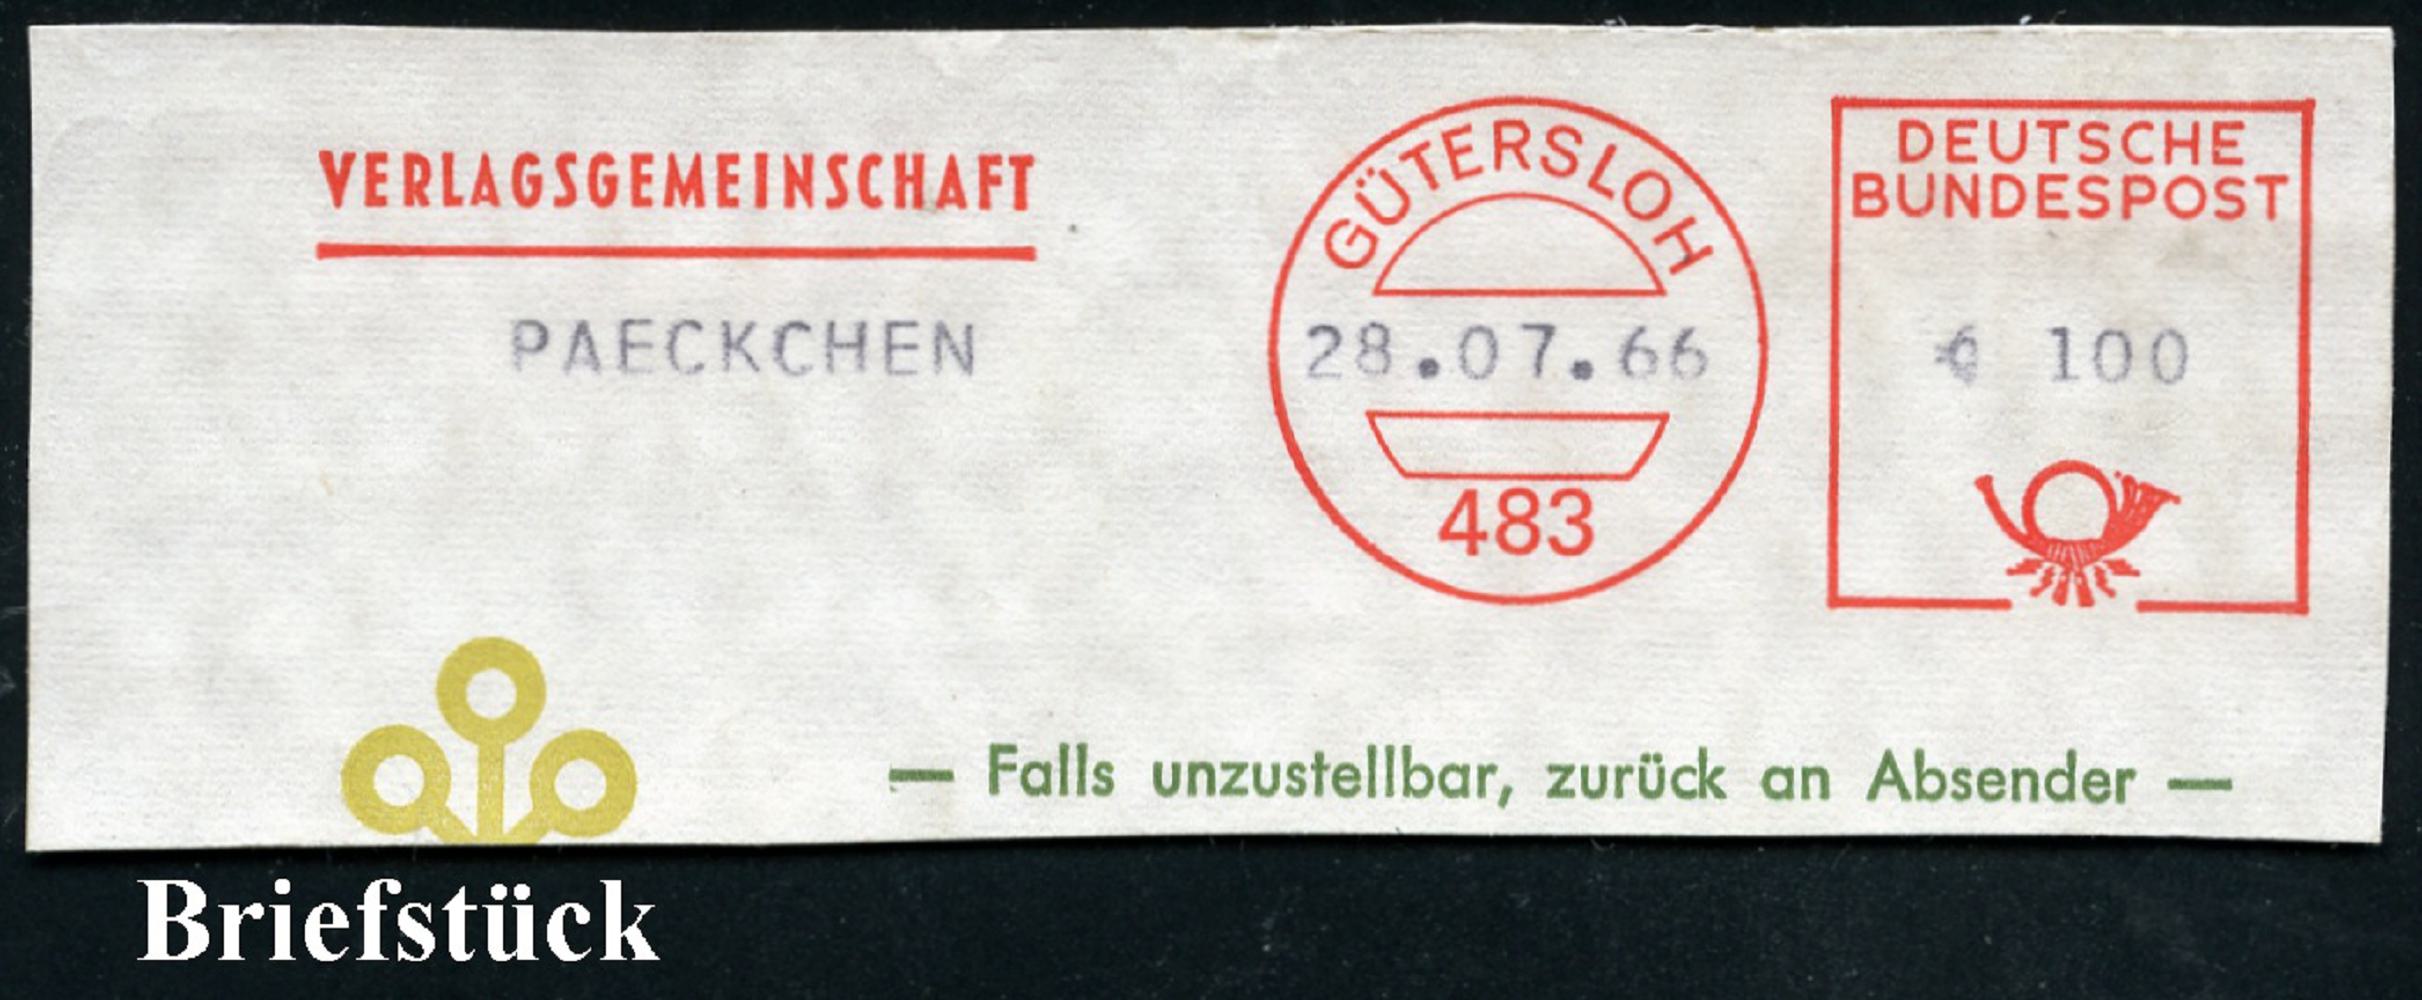 VERLAGSGEMEINSCHAFT
PAECKCHEN
GÜTERSLOH
28.07.66
483
DEUTSCHE
BUNDESPOST
100
— Falls unzustellbar, zurück an Absender —
Briefstück